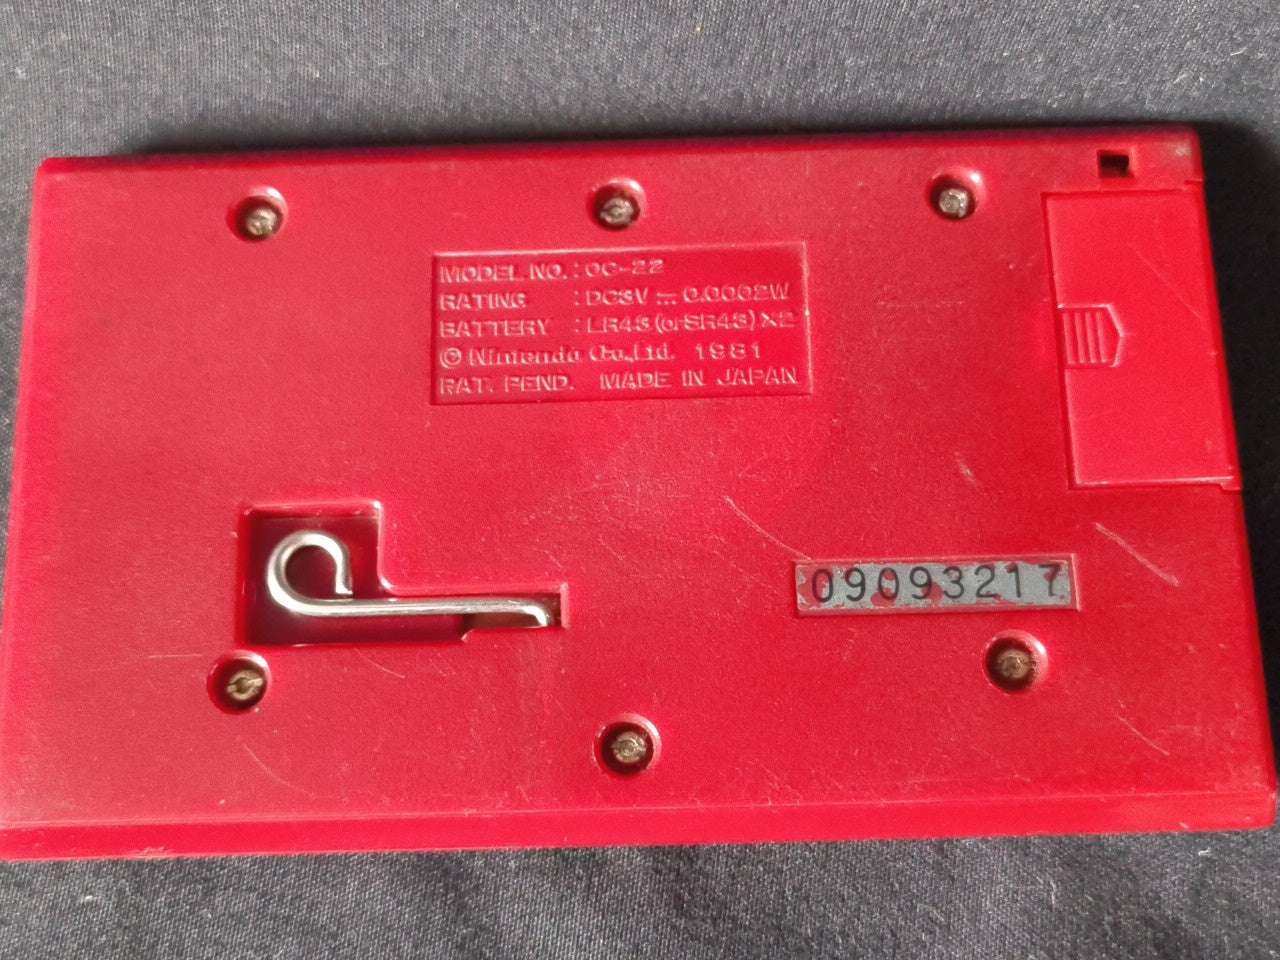 MODEL NO. : OC-22
RATING : DC3V ⎓ 0.0002W
BATTERY : LR43 (or SR43) X2
© Nintendo Co.,Ltd. 1981
PAT. PEND. MADE IN JAPAN
09093217